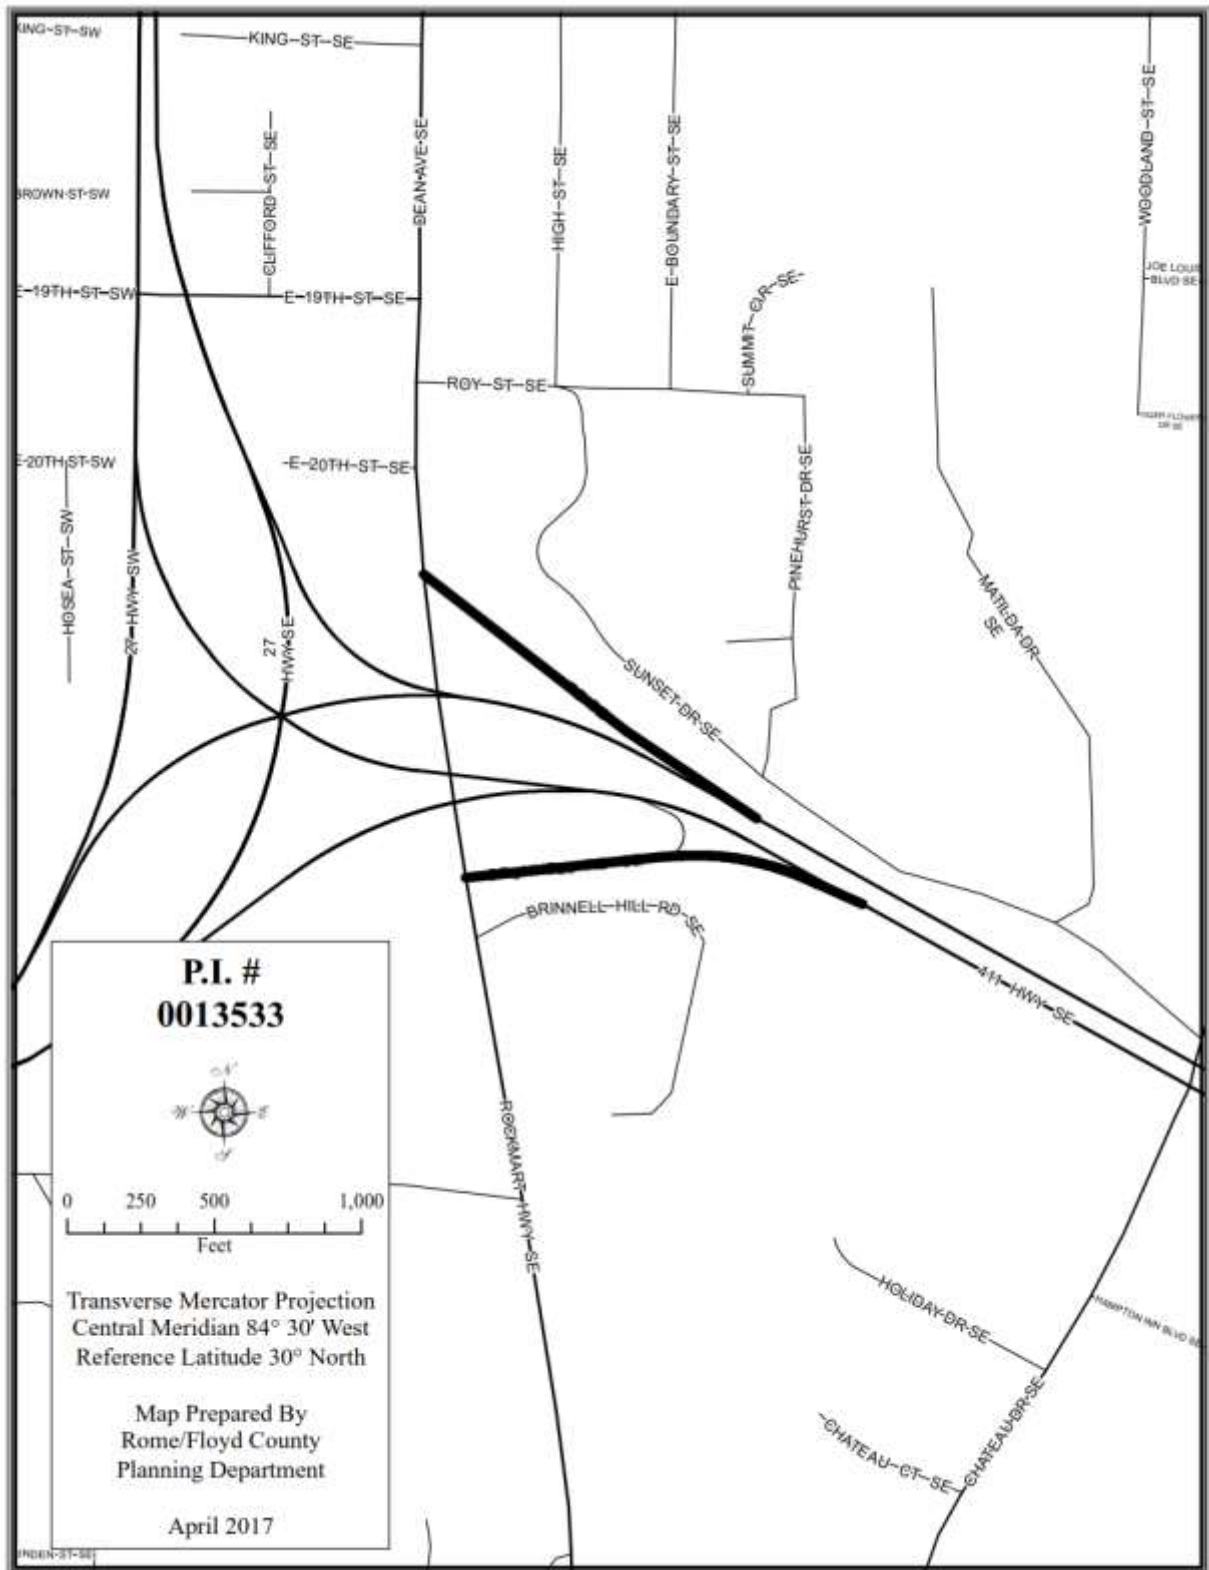 KING-ST-SW
KING-ST-SE
BROWN-ST-SW
CLIFFORD-ST-SE
DEAN-AVE-SE
HIGH-ST-SE
E-BOUNDARY-ST-SE
WOODLAND-ST-SE
JOE LOUI
BLVD SE
E-19TH-ST-SW
E-19TH-ST-SE
SUMMIT-CIR-SE
ROY-ST-SE
DR SE
E-20TH-ST-SW
E-20TH-ST-SE
PINEHURST-DR-SE
HOSEA-ST-SW
27-HWY-SW
27
HWY-SE
MATILDA-DR
SE
SUNSET-DR-SE
BRINNELL-HILL-RD-SE
411-HWY-SE
P.I. #
0013533
N
W
E
S
0 250 500 1,000
Feet
Transverse Mercator Projection
Central Meridian 84° 30' West
Reference Latitude 30° North
Map Prepared By
Rome/Floyd County
Planning Department
April 2017
ROCKMART-HWY-SE
HOLIDAY-DR-SE
HAMPTON INN BLVD SE
CHATEAU-DR-SE
CHATEAU-CT-SE